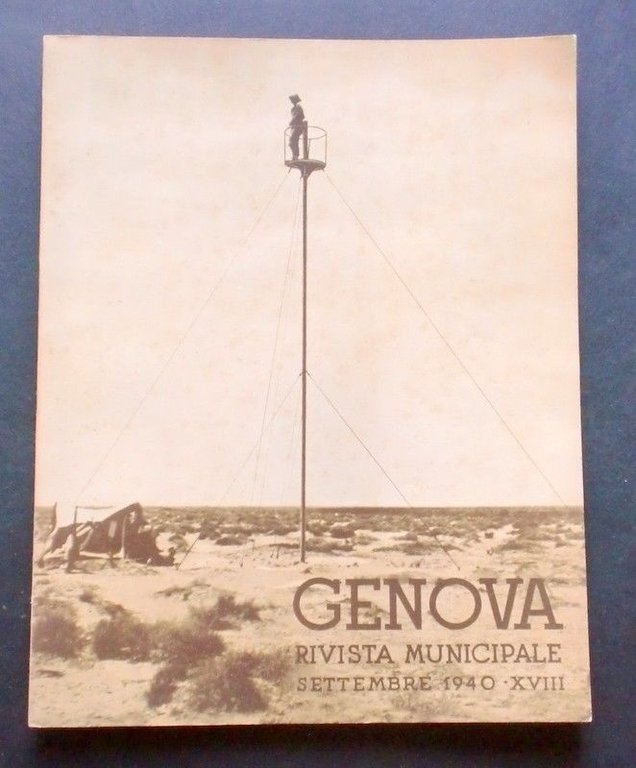 GENOVA
RIVISTA MUNICIPALE
SETTEMBRE 1940 · XVIII